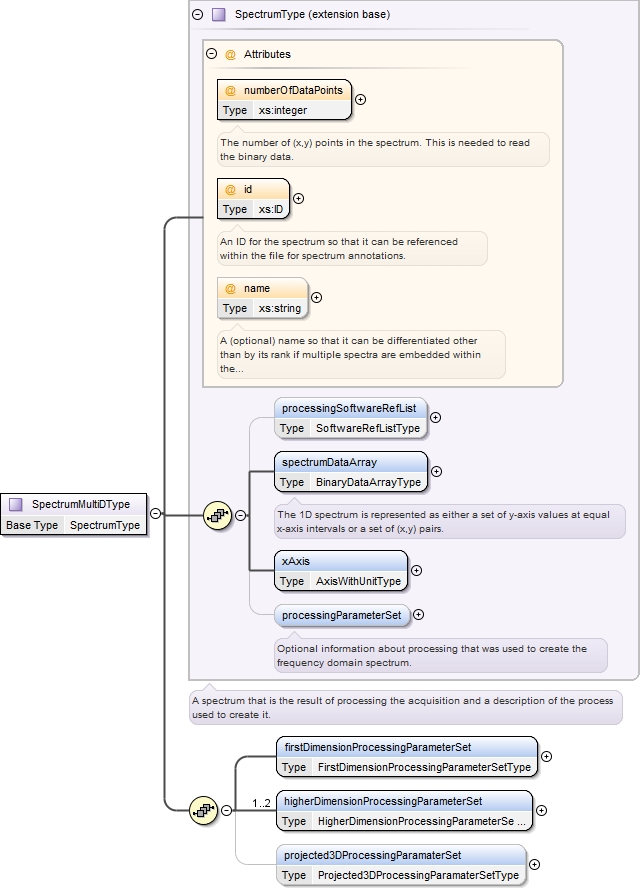 SpectrumType (extension base)
@ Attributes
@ numberOfDataPoints
Type xs:integer
The number of (x,y) points in the spectrum. This is needed to read
the binary data.
@ id
Type xs:ID
An ID for the spectrum so that it can be referenced
within the file for spectrum annotations.
@ name
Type xs:string
A (optional) name so that it can be differentiated other
than by its rank if multiple spectra are embedded within
the...
processingSoftwareRefList
Type SoftwareRefListType
spectrumDataArray
Type BinaryDataArrayType
The 1D spectrum is represented as either a set of y-axis values at equal
x-axis intervals or a set of (x,y) pairs.
SpectrumMultiDType
Base Type SpectrumType
xAxis
Type AxisWithUnitType
processingParameterSet
Optional information about processing that was used to create the
frequency domain spectrum.
A spectrum that is the result of processing the acquisition and a description of the process
used to create it.
firstDimensionProcessingParameterSet
Type FirstDimensionProcessingParameterSetType
1..2
higherDimensionProcessingParameterSet
Type HigherDimensionProcessingParameterSe ...
projected3DProcessingParamaterSet
Type Projected3DProcessingParamaterSetType